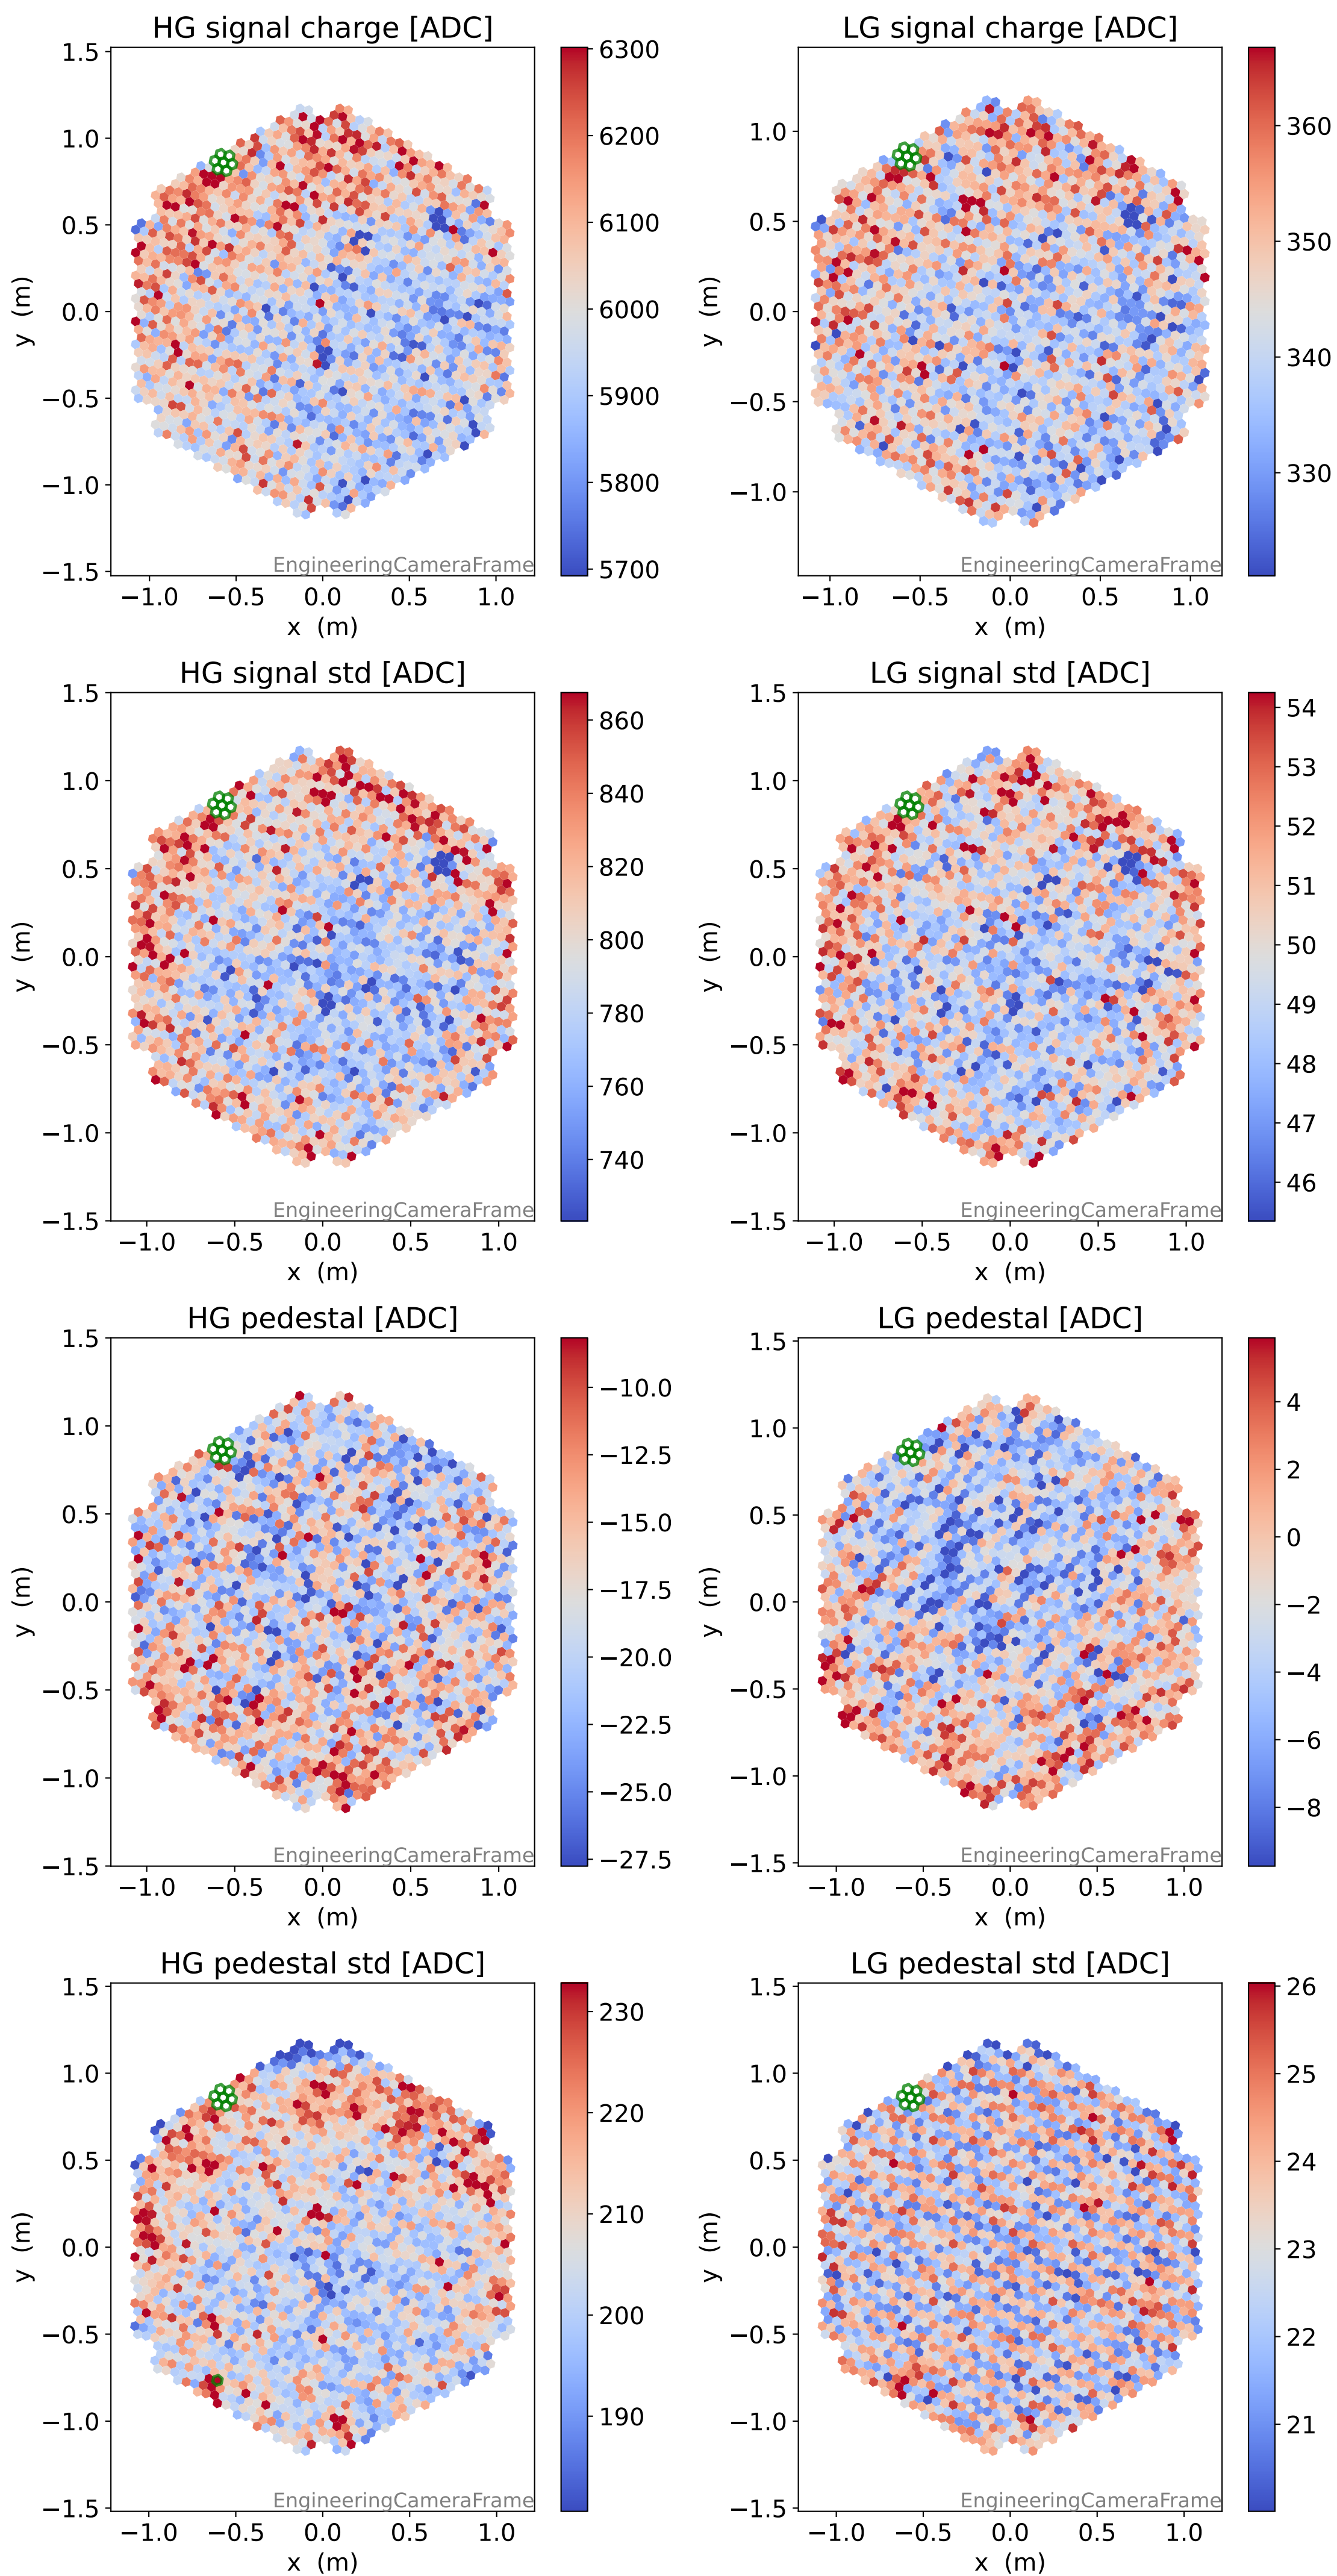 HG signal charge [ADC]
1.5
1.0
0.5
0.0
−0.5
−1.0
−1.5
y (m)
−1.0 −0.5 0.0 0.5 1.0
x (m)
EngineeringCameraFrame
6300
6200
6100
6000
5900
5800
5700
LG signal charge [ADC]
1.0
0.5
0.0
−0.5
−1.0
y (m)
−1.0 −0.5 0.0 0.5 1.0
x (m)
EngineeringCameraFrame
360
350
340
330
HG signal std [ADC]
1.5
1.0
0.5
0.0
−0.5
−1.0
−1.5
y (m)
−1.0 −0.5 0.0 0.5 1.0
x (m)
EngineeringCameraFrame
860
840
820
800
780
760
740
LG signal std [ADC]
1.5
1.0
0.5
0.0
−0.5
−1.0
−1.5
y (m)
−1.0 −0.5 0.0 0.5 1.0
x (m)
EngineeringCameraFrame
54
53
52
51
50
49
48
47
46
HG pedestal [ADC]
1.5
1.0
0.5
0.0
−0.5
−1.0
−1.5
y (m)
−1.0 −0.5 0.0 0.5 1.0
x (m)
EngineeringCameraFrame
−10.0
−12.5
−15.0
−17.5
−20.0
−22.5
−25.0
−27.5
LG pedestal [ADC]
1.5
1.0
0.5
0.0
−0.5
−1.0
−1.5
y (m)
−1.0 −0.5 0.0 0.5 1.0
x (m)
EngineeringCameraFrame
4
2
0
−2
−4
−6
−8
HG pedestal std [ADC]
1.5
1.0
0.5
0.0
−0.5
−1.0
−1.5
y (m)
−1.0 −0.5 0.0 0.5 1.0
x (m)
EngineeringCameraFrame
230
220
210
200
190
LG pedestal std [ADC]
1.5
1.0
0.5
0.0
−0.5
−1.0
−1.5
y (m)
−1.0 −0.5 0.0 0.5 1.0
x (m)
EngineeringCameraFrame
26
25
24
23
22
21